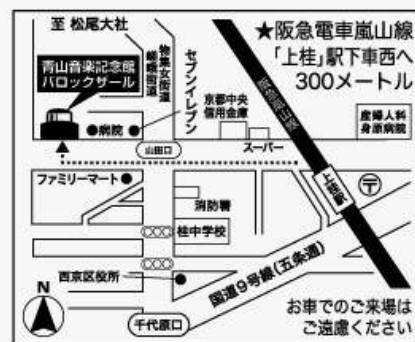 至 松尾大社
★阪急電車嵐山線
「上桂」駅下車西へ
300メートル
青山音楽記念館
バロックザール
物集女街道
嵯峨街道
セブンイレブン
阪急嵐山線
京都中央
信用金庫
産婦人科
身原病院
●病院
山田口
スーパー
ファミリーマート●
消防署
上桂駅
〒
桂中学校
西京区役所
国道9号線(五条通)
N
千代原口
お車でのご来場は
ご遠慮ください